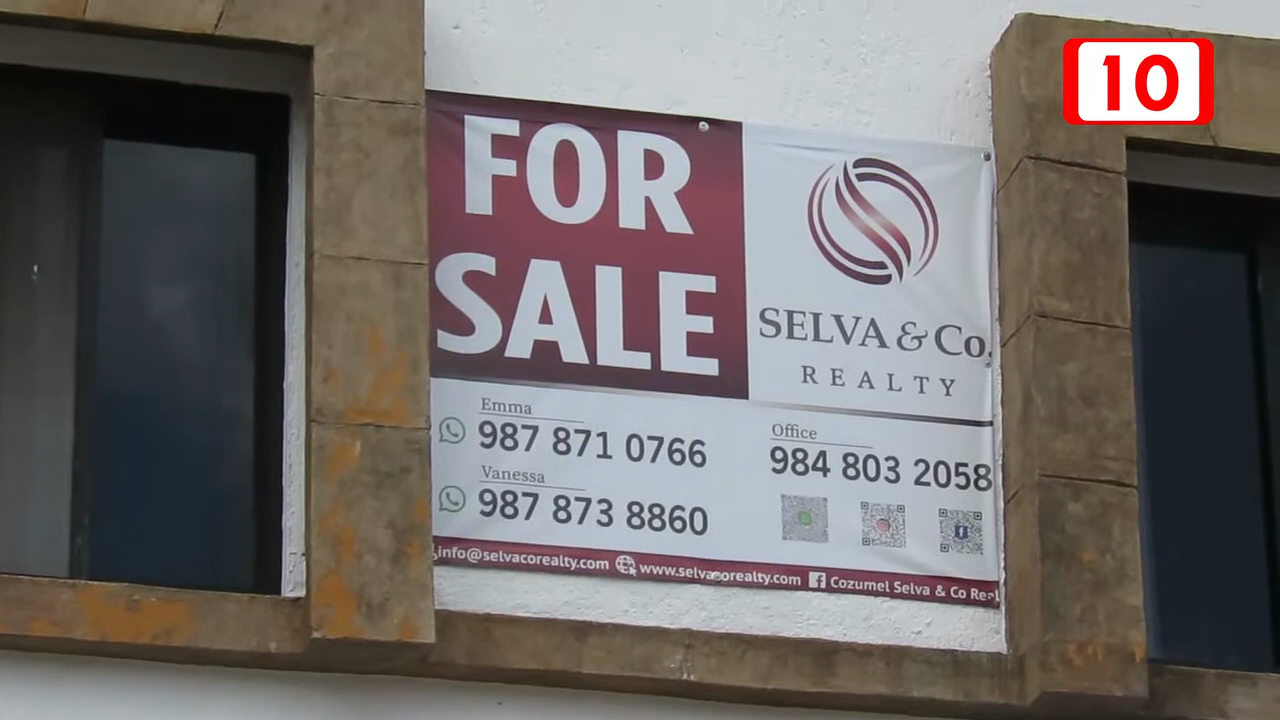 10
FOR
SALE
SELVA & Co.
REALTY
Emma
987 871 0766
Vanessa
987 873 8860
Office
984 803 2058
info@selvacorealty.com www.selvacorealty.com Cozumel Selva & Co Real